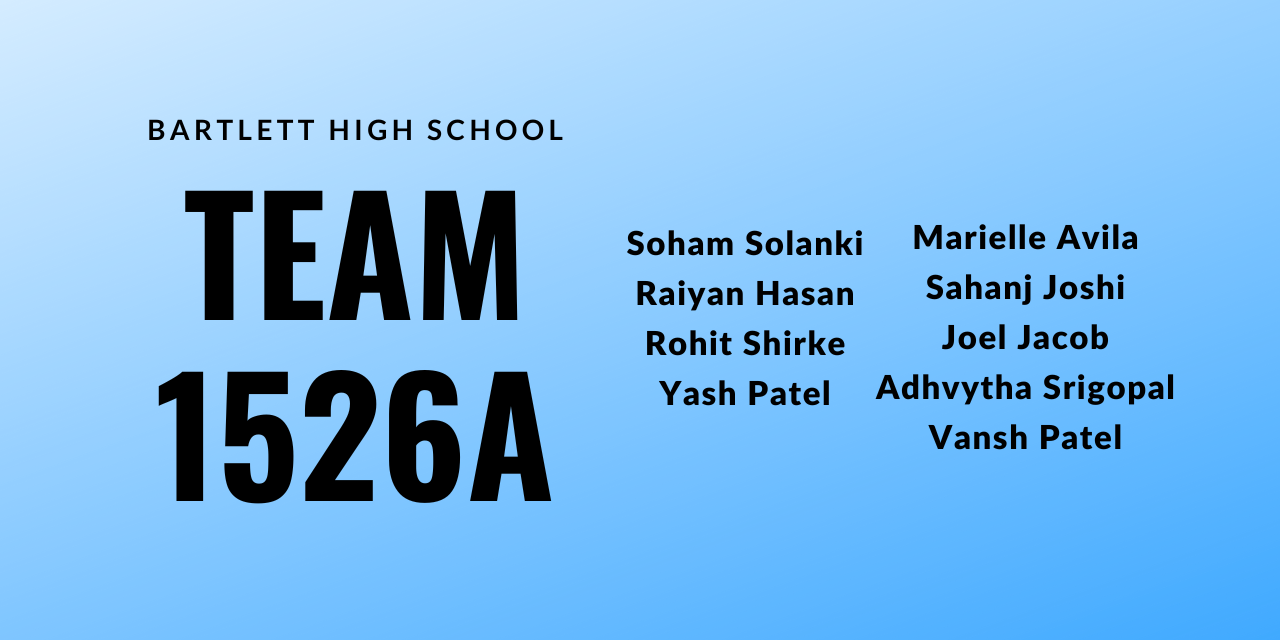 BARTLETT HIGH SCHOOL
TEAM
1526A
Soham Solanki
Raiyan Hasan
Rohit Shirke
Yash Patel
Marielle Avila
Sahanj Joshi
Joel Jacob
Adhvytha Srigopal
Vansh Patel